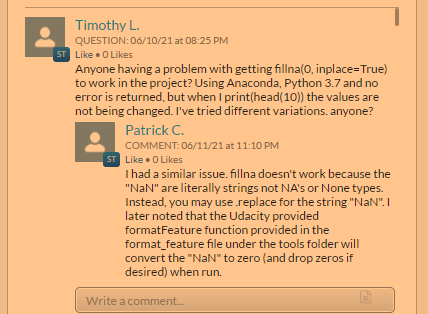 Timothy L.
QUESTION: 06/10/21 at 08:25 PM
ST
Like • 0 Likes
Anyone having a problem with getting fillna(0, inplace=True)
to work in the project? Using Anaconda, Python 3.7 and no
error is returned, but when I print(head(10)) the values are
not being changed. I've tried different variations. anyone?
Patrick C.
COMMENT: 06/11/21 at 11:10 PM
ST
Like • 0 Likes
I had a similar issue. fillna doesn't work because the
"NaN" are literally strings not NA's or None types.
Instead, you may use .replace for the string "NaN". I
later noted that the Udacity provided
formatFeature function provided in the
format_feature file under the tools folder will
convert the "NaN" to zero (and drop zeros if
desired) when run.
Write a comment...